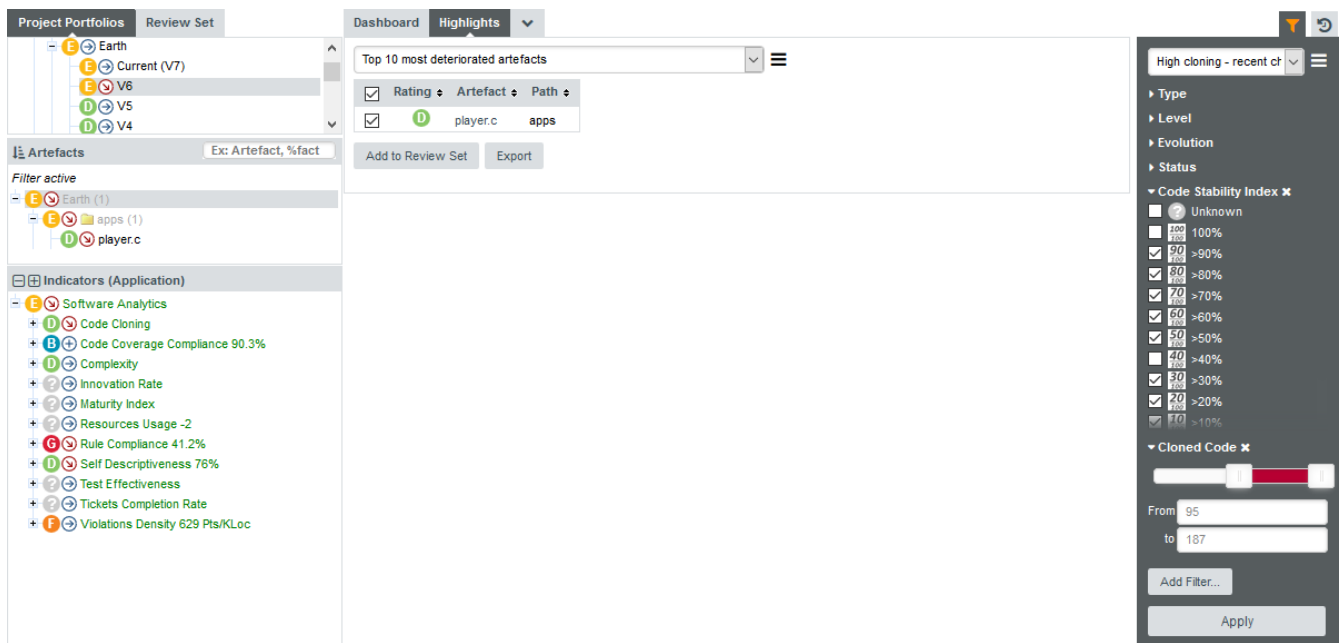 Project Portfolios Review Set
Earth
Current (V7)
V6
V5
V4
Artefacts Ex: Artefact, %fact
Filter active
Earth (1)
apps (1)
player.c
Indicators (Application)
Software Analytics
Code Cloning
Code Coverage Compliance 90.3%
Complexity
Innovation Rate
Maturity Index
Resources Usage -2
Rule Compliance 41.2%
Self Descriptiveness 76%
Test Effectiveness
Tickets Completion Rate
Violations Density 629 Pts/KLoc
Dashboard Highlights
Top 10 most deteriorated artefacts
Rating Artefact Path
D player.c apps
Add to Review Set Export
High cloning - recent ch
Type
Level
Evolution
Status
Code Stability Index
Unknown
100%
>90%
>80%
>70%
>60%
>50%
>40%
>30%
>20%
>10%
Cloned Code
From 95
to 187
Add Filter...
Apply